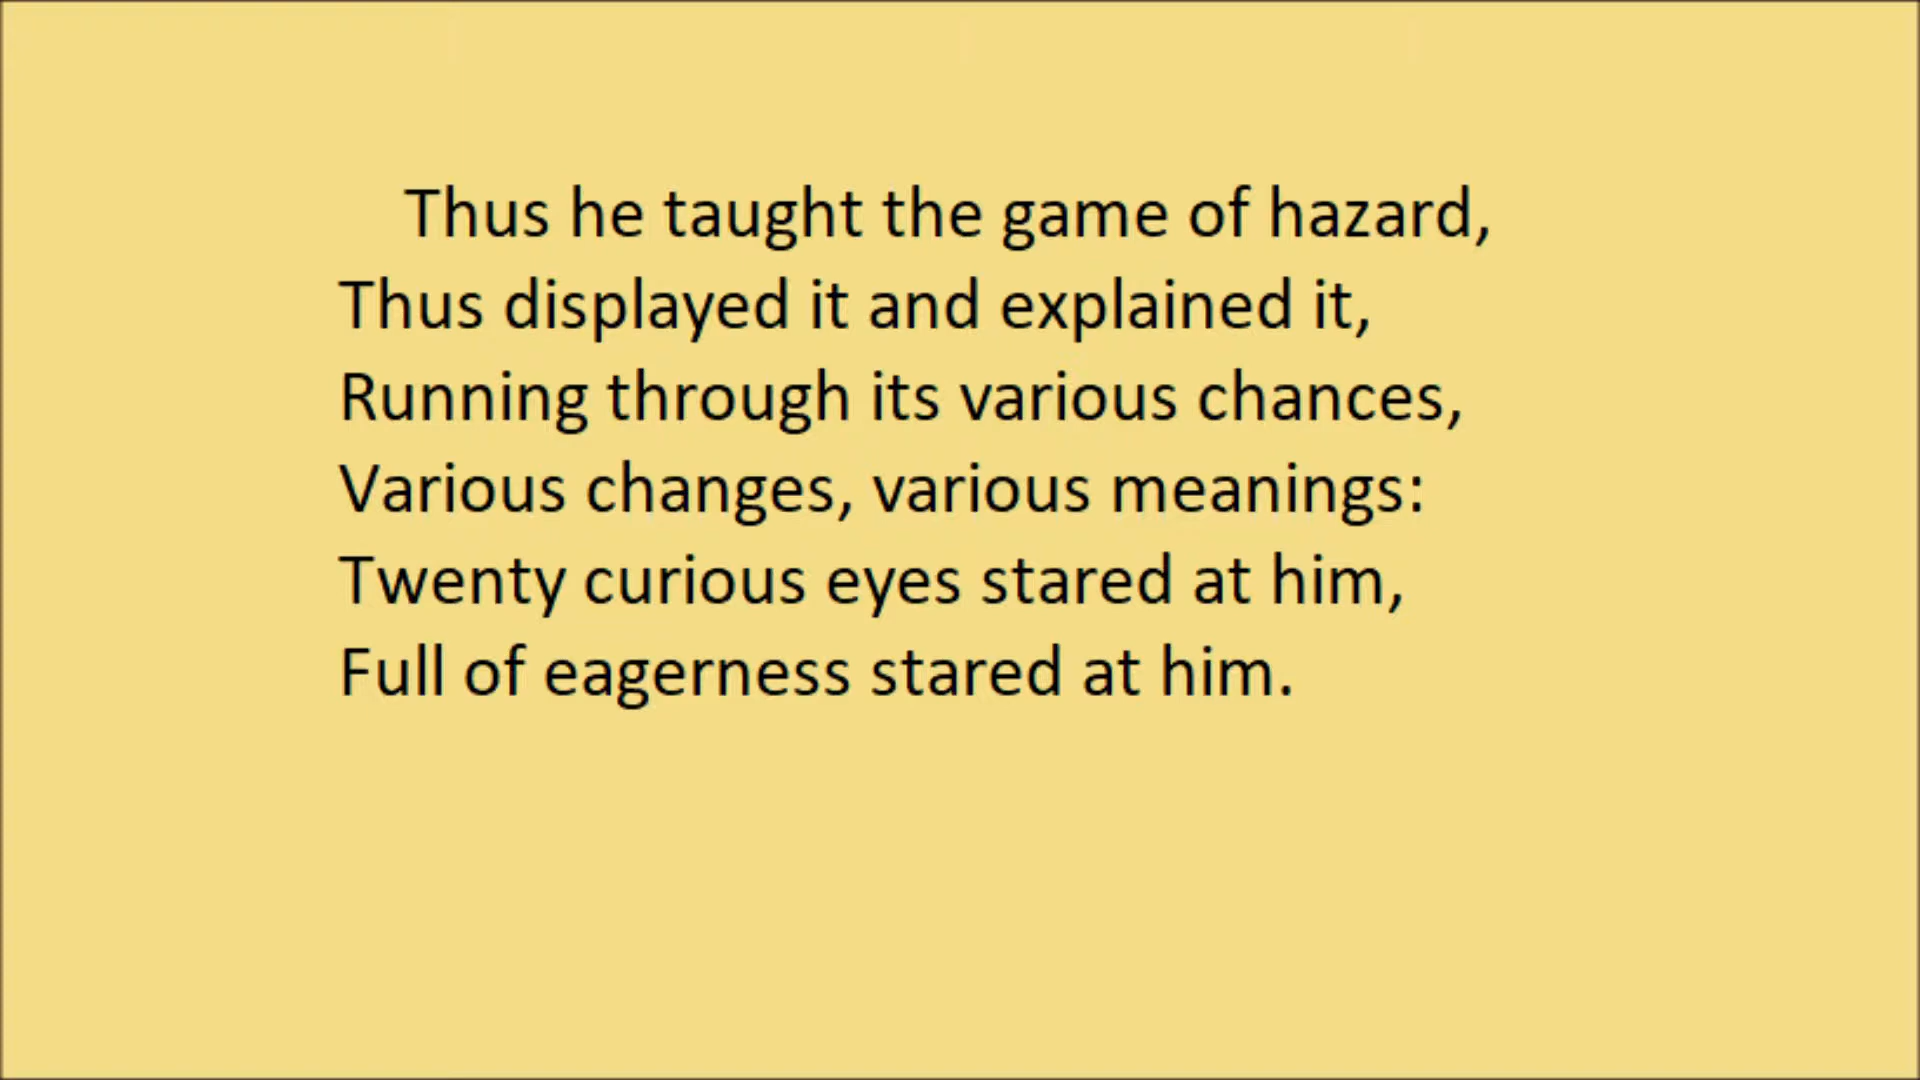 Thus he taught the game of hazard,
Thus displayed it and explained it,
Running through its various chances,
Various changes, various meanings:
Twenty curious eyes stared at him,
Full of eagerness stared at him.